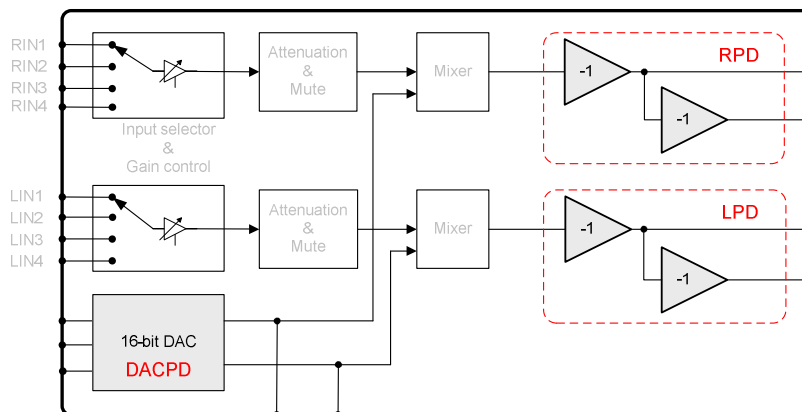 RIN1
RIN2
RIN3
RIN4
Input selector
&
Gain control
Attenuation
&
Mute
Mixer
-1
-1
RPD
LIN1
LIN2
LIN3
LIN4
Attenuation
&
Mute
Mixer
-1
-1
LPD
16-bit DAC
DACPD